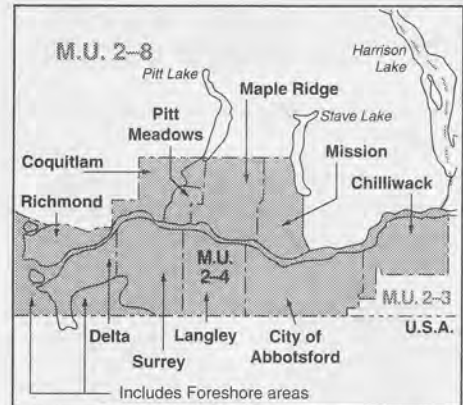 M.U. 2–8
Harrison
Lake
Pitt Lake
Maple Ridge
Pitt
Meadows
Stave Lake
Coquitlam
Mission
Richmond
Chilliwack
M.U.
2–4
M.U. 2–3
U.S.A.
Delta
Langley
City of
Abbotsford
Surrey
Includes Foreshore areas